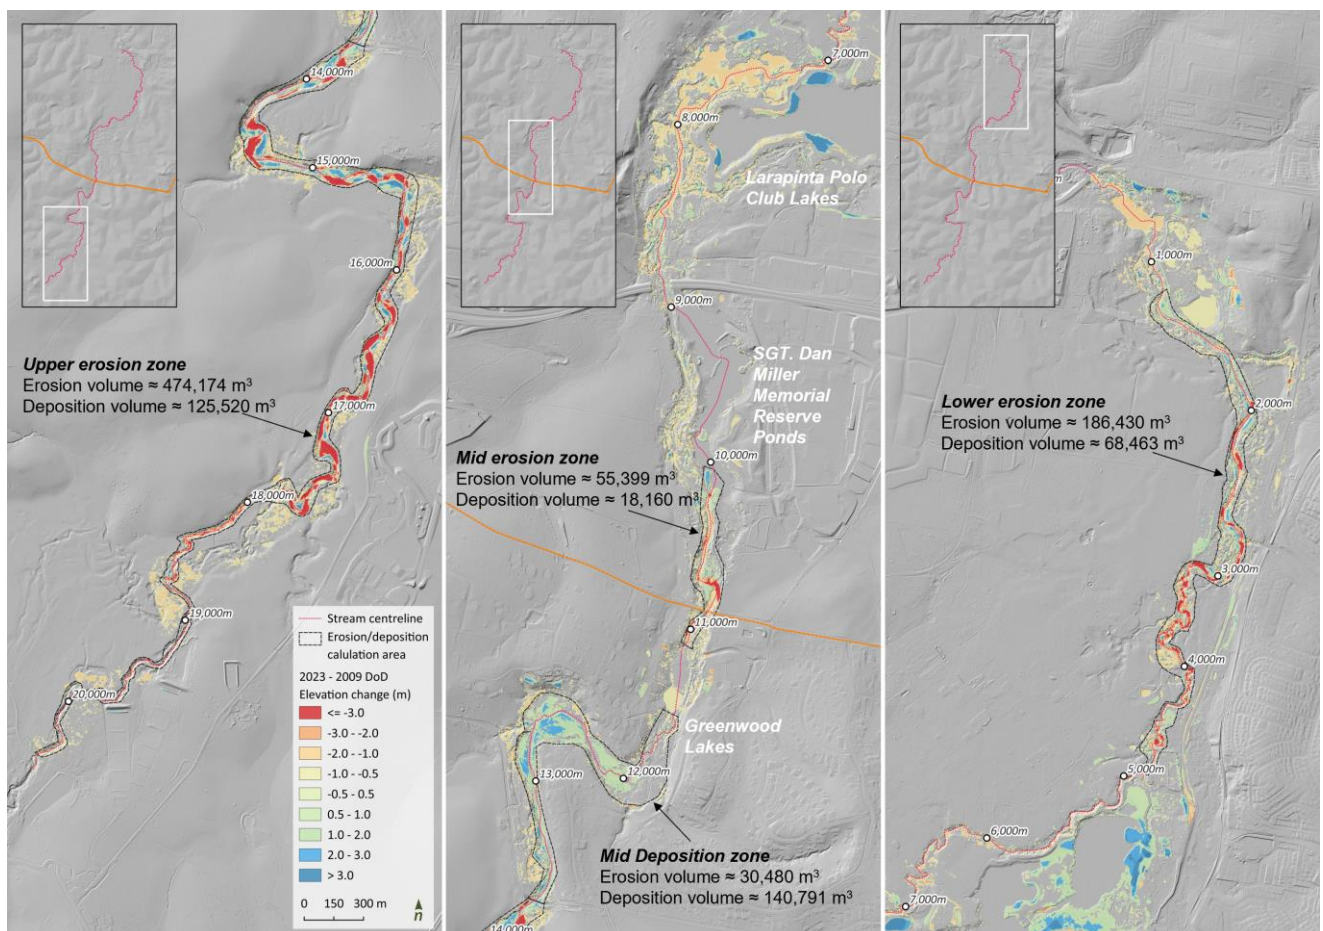 14,000m
15,000m
16,000m
Upper erosion zone
Erosion volume ≈ 474,174 m³
Deposition volume ≈ 125,520 m³
17,000m
18,000m
19,000m
20,000m
Stream centreline
Erosion/deposition
calulation area
2023 - 2009 DoD
Elevation change (m)
<= -3.0
-3.0 - -2.0
-2.0 - -1.0
-1.0 - -0.5
-0.5 - 0.5
0.5 - 1.0
1.0 - 2.0
2.0 - 3.0
> 3.0
0 150 300 m
n
7,000m
8,000m
Larapinta Polo
Club Lakes
9,000m
SGT. Dan
Miller
Memorial
Reserve
Ponds
10,000m
Mid erosion zone
Erosion volume ≈ 55,399 m³
Deposition volume ≈ 18,160 m³
11,000m
Greenwood
Lakes
12,000m
13,000m
Mid Deposition zone
Erosion volume ≈ 30,480 m³
Deposition volume ≈ 140,791 m³
14,000m
m
1,000m
2,000m
Lower erosion zone
Erosion volume ≈ 186,430 m³
Deposition volume ≈ 68,463 m³
3,000m
4,000m
5,000m
6,000m
7,000m